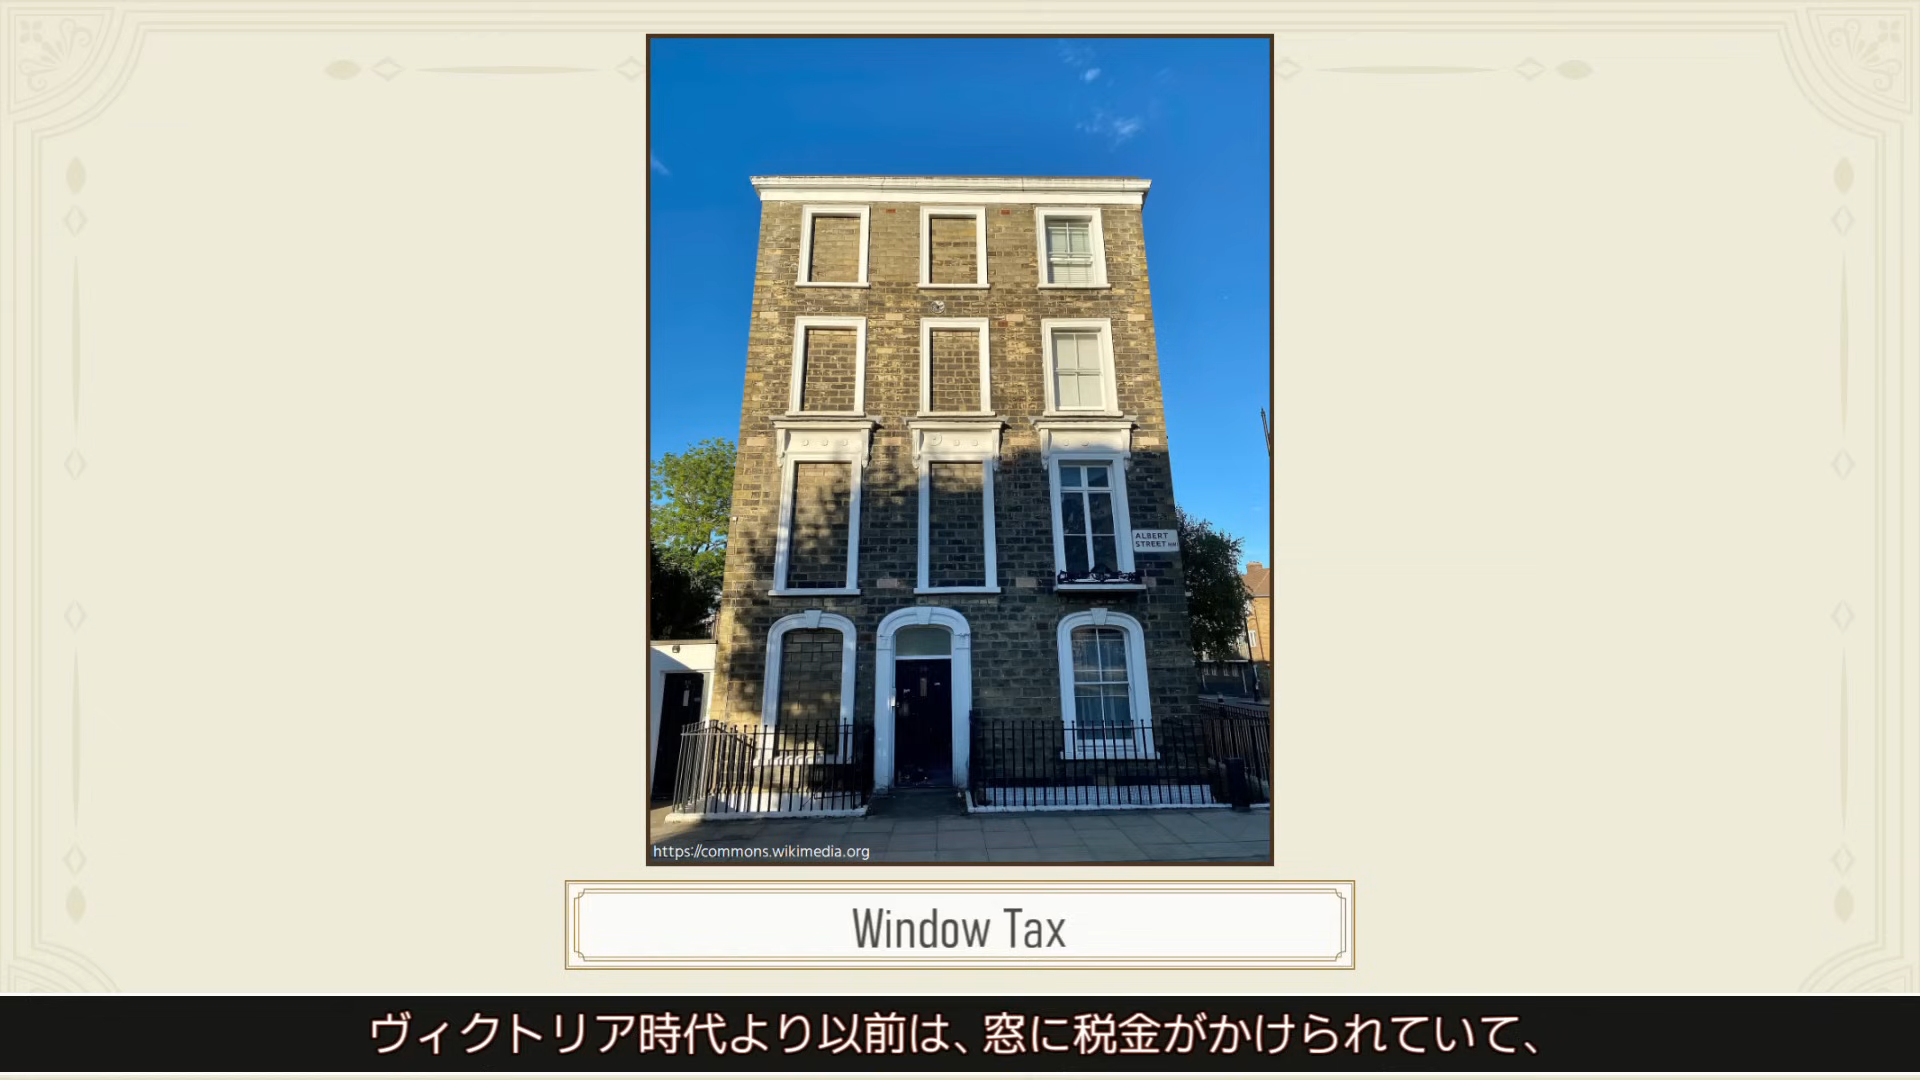 ALBERT
STREET NW1
https://commons.wikimedia.org
Window Tax
ヴィクトリア時代より以前は、窓に税金がかけられていて、